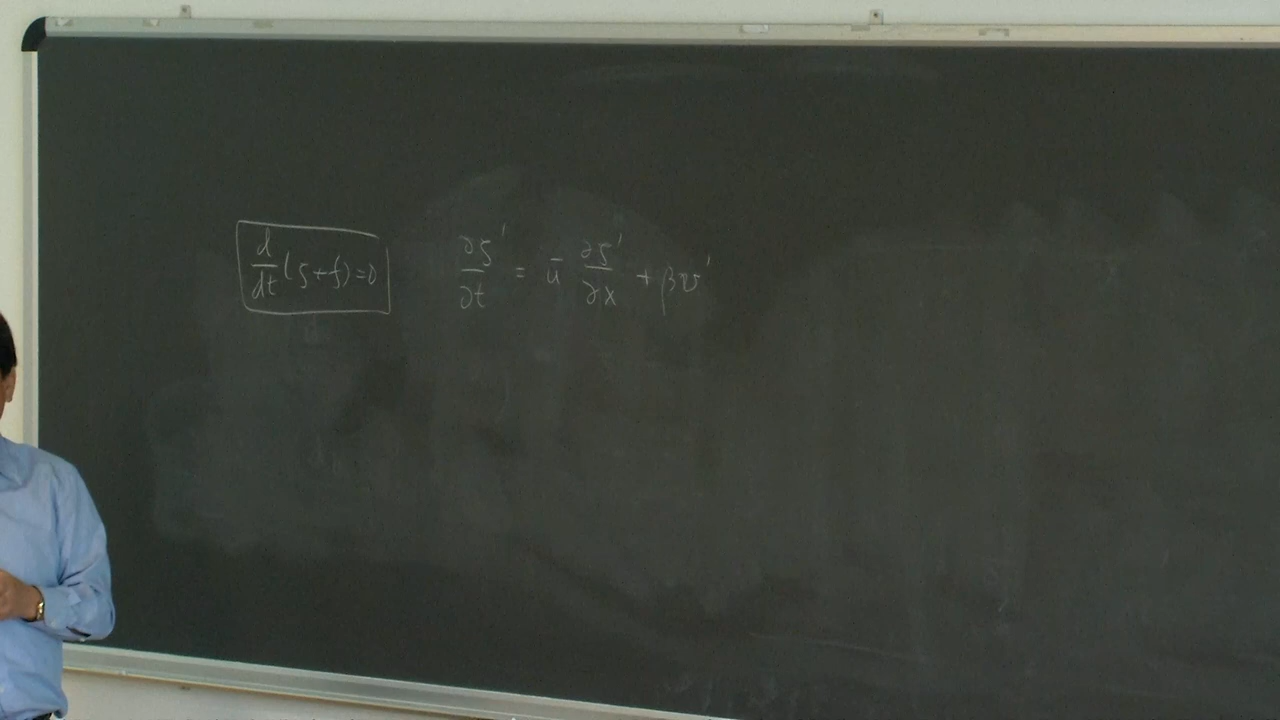 d/dt (ζ+f)=0
∂ζ'/∂t = ū ∂ζ'/∂x + βv'